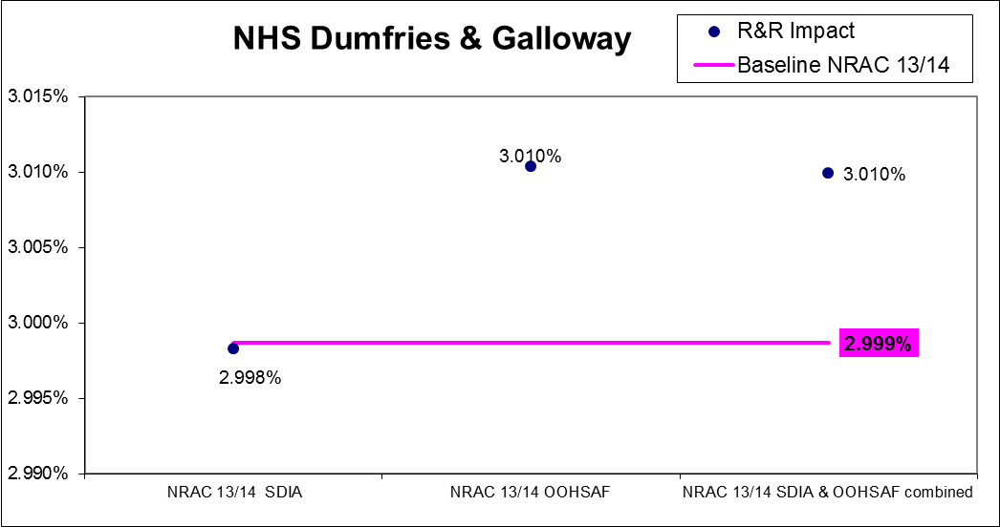 NHS Dumfries & Galloway
R&R Impact
Baseline NRAC 13/14
3.015%
3.010%
3.005%
3.000%
2.995%
2.990%
3.010%
3.010%
2.999%
2.998%
NRAC 13/14 SDIA
NRAC 13/14 OOHSAF
NRAC 13/14 SDIA & OOHSAF combined